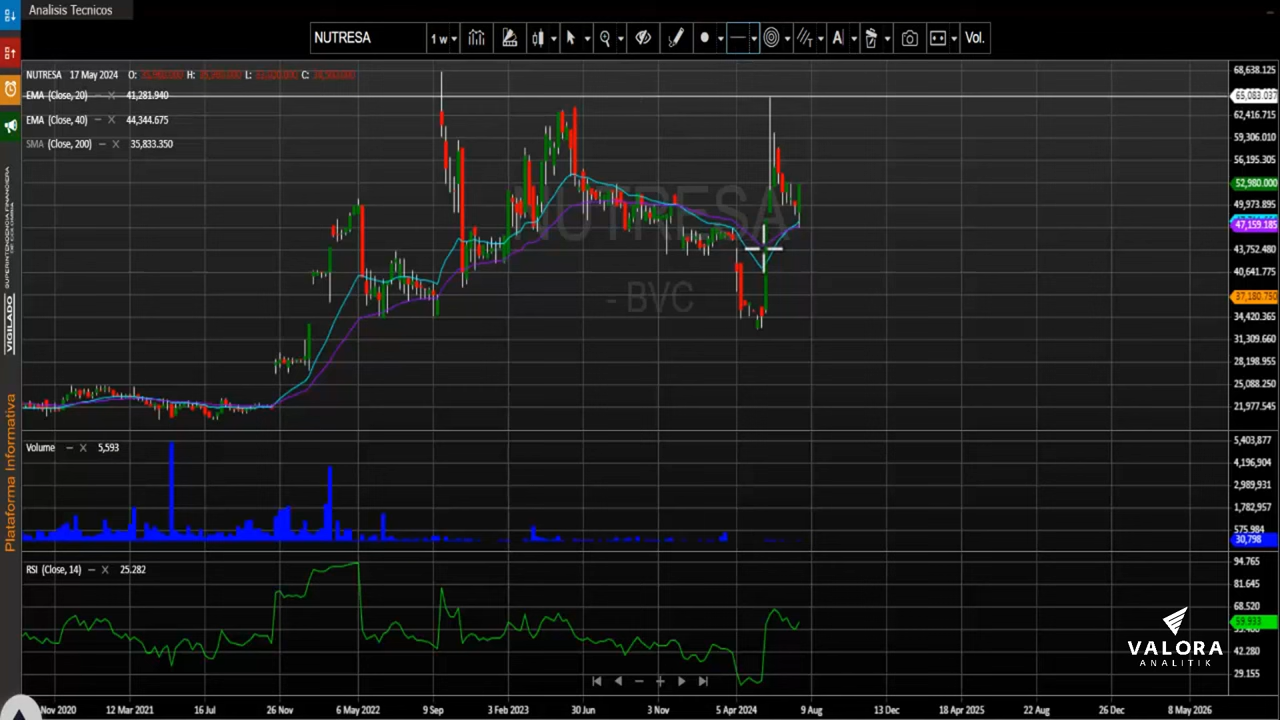 Analisis Tecnicos
NUTRESA 1 w A Vol.
NUTRESA 17 May 2024 O: H: L: C:
EMA (Close, 20) – X 41,281.940
EMA (Close, 40) – X 44,344.675
SMA (Close, 200) – X 35,833.350
NUTRESA
- BVC
68,638.125
65,083.037
62,416.715
59,306.010
56,195.305
52,980.000
49,973.895
47,159.185
43,752.480
40,641.775
37,180.750
34,420.365
31,309.660
28,198.955
25,088.250
21,977.545
Volume – X 5,593
5,403,877
4,196,904
2,989,931
1,782,957
575,984
30,798
RSI (Close, 14) – X 25.282
94.765
81.645
68.520
59.933
42.280
29.155
Nov 2020 12 Mar 2021 16 Jul 26 Nov 6 May 2022 9 Sep 3 Feb 2023 30 Jun 3 Nov 5 Apr 2024 9 Aug 13 Dec 18 Apr 2025 22 Aug 26 Dec 8 May 2026
VIGILADO
SUPERINTENDENCIA FINANCIERA
Plataforma Informativa
VALORA
ANALITIK